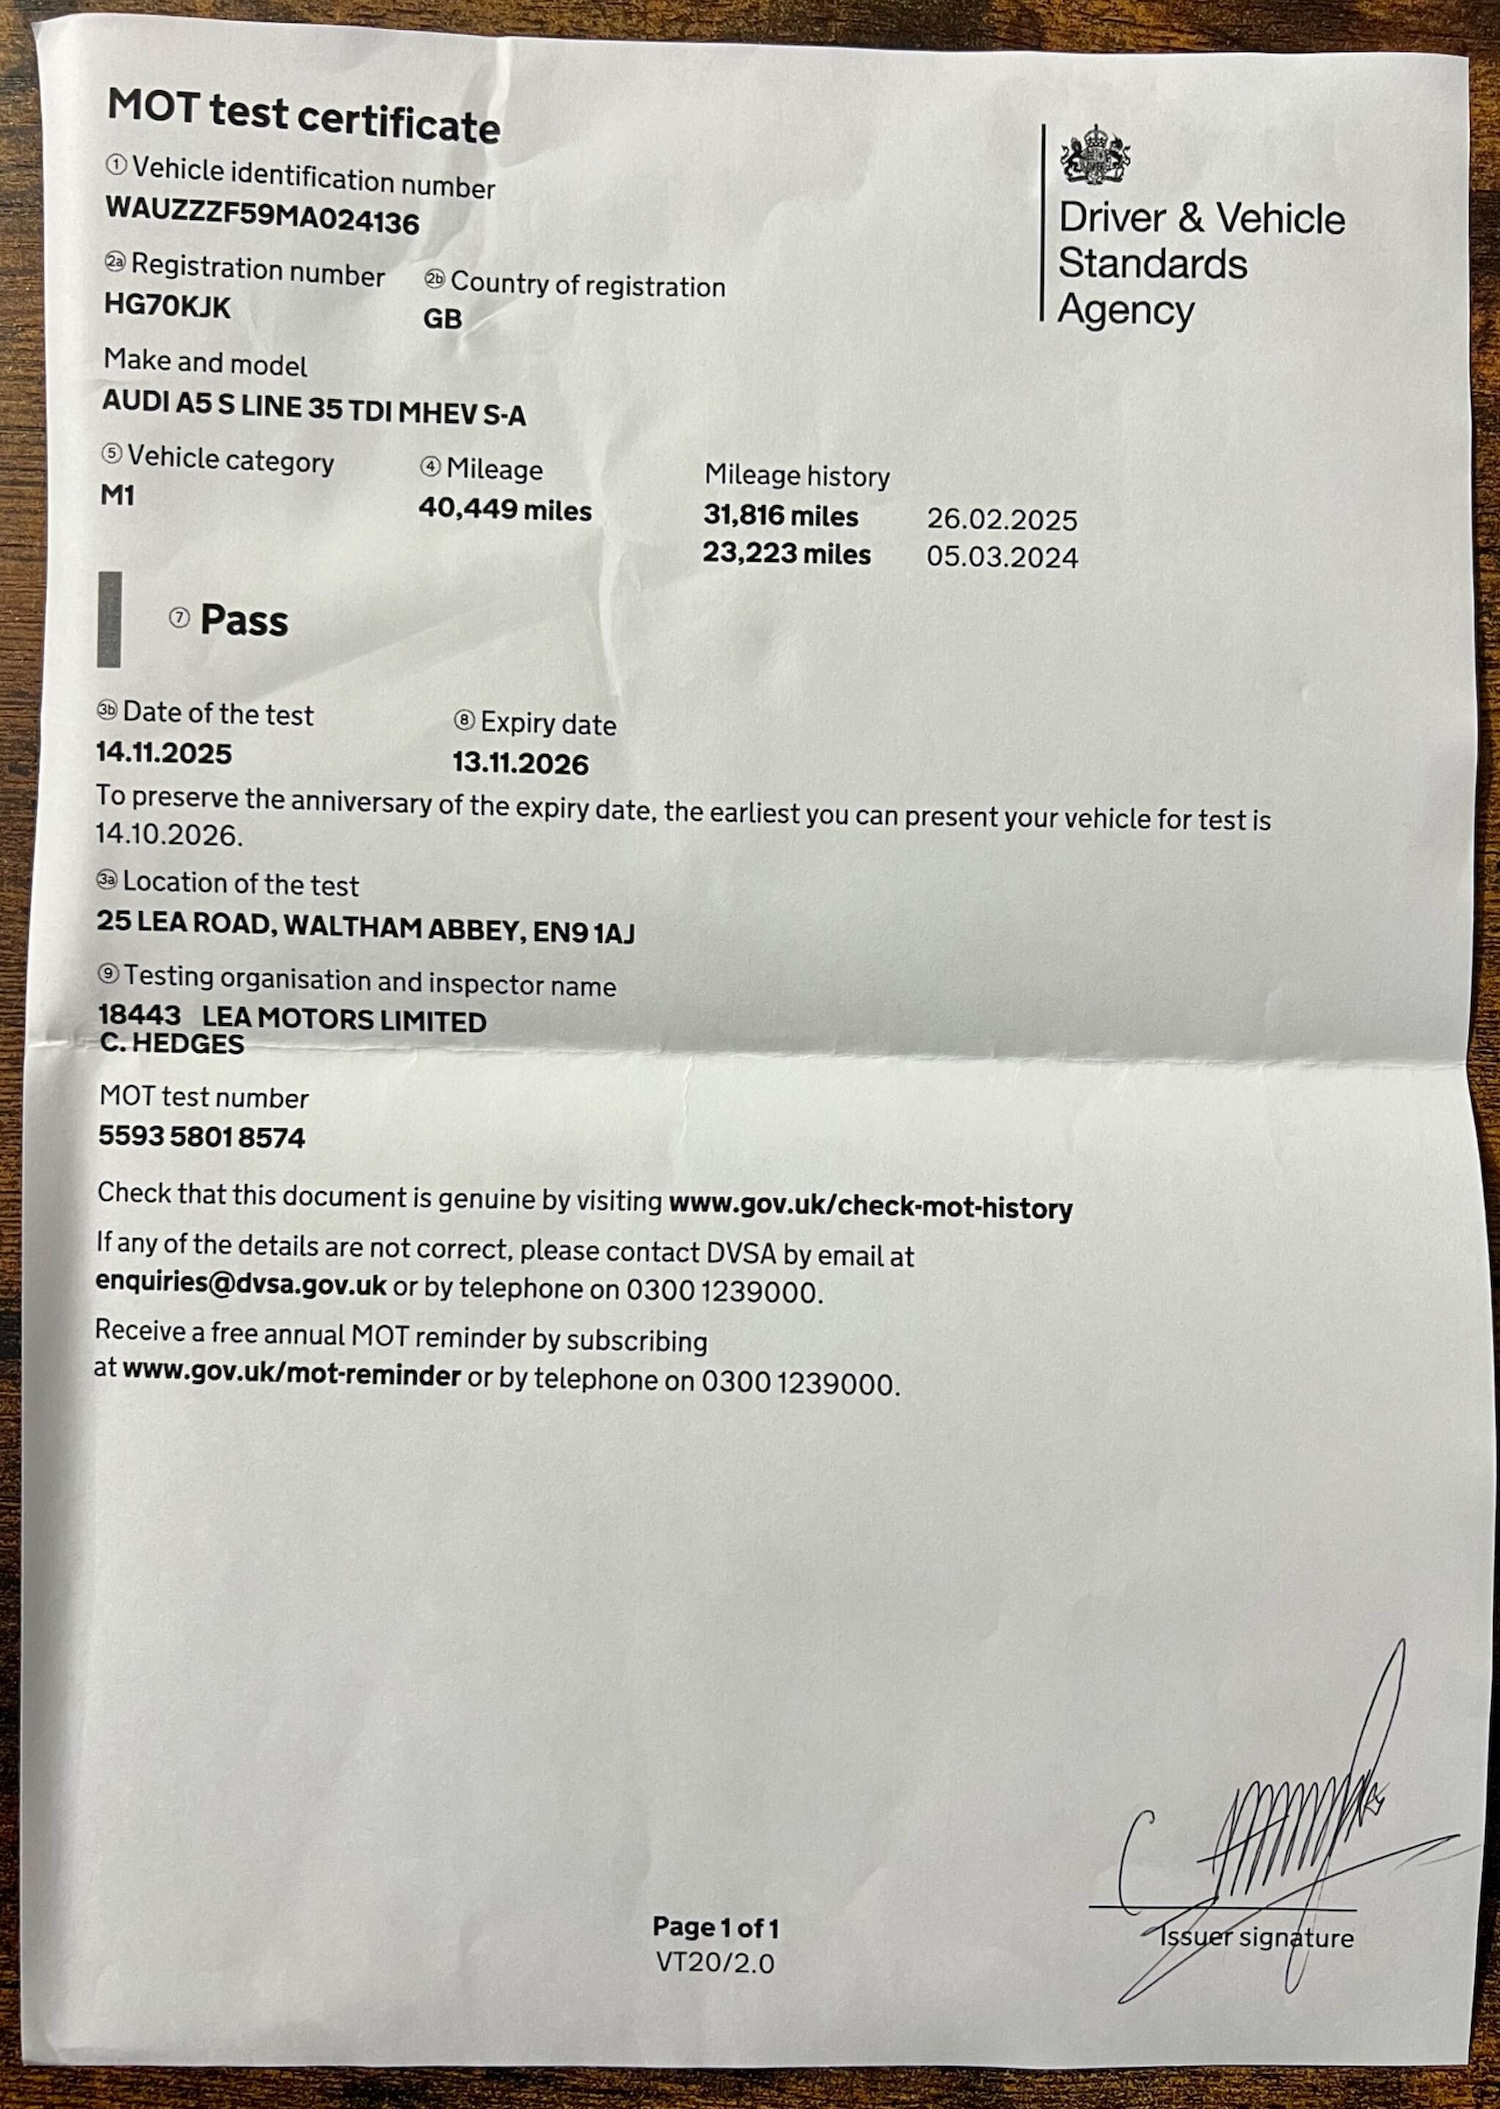 MOT test certificate
① Vehicle identification number
WAUZZZF59MA024136
Driver & Vehicle
Standards
Agency
2a Registration number 2b Country of registration
HG70KJK GB
Make and model
AUDI A5 S LINE 35 TDI MHEV S-A
⑤ Vehicle category ④ Mileage Mileage history
M1 40,449 miles 31,816 miles 26.02.2025
23,223 miles 05.03.2024
⑦ Pass
3b Date of the test ⑧ Expiry date
14.11.2025 13.11.2026
To preserve the anniversary of the expiry date, the earliest you can present your vehicle for test is
14.10.2026.
3a Location of the test
25 LEA ROAD, WALTHAM ABBEY, EN9 1AJ
⑨ Testing organisation and inspector name
18443 LEA MOTORS LIMITED
C. HEDGES
MOT test number
5593 5801 8574
Check that this document is genuine by visiting www.gov.uk/check-mot-history
If any of the details are not correct, please contact DVSA by email at
enquiries@dvsa.gov.uk or by telephone on 0300 1239000.
Receive a free annual MOT reminder by subscribing
at www.gov.uk/mot-reminder or by telephone on 0300 1239000.
Issuer signature
Page 1 of 1
VT20/2.0